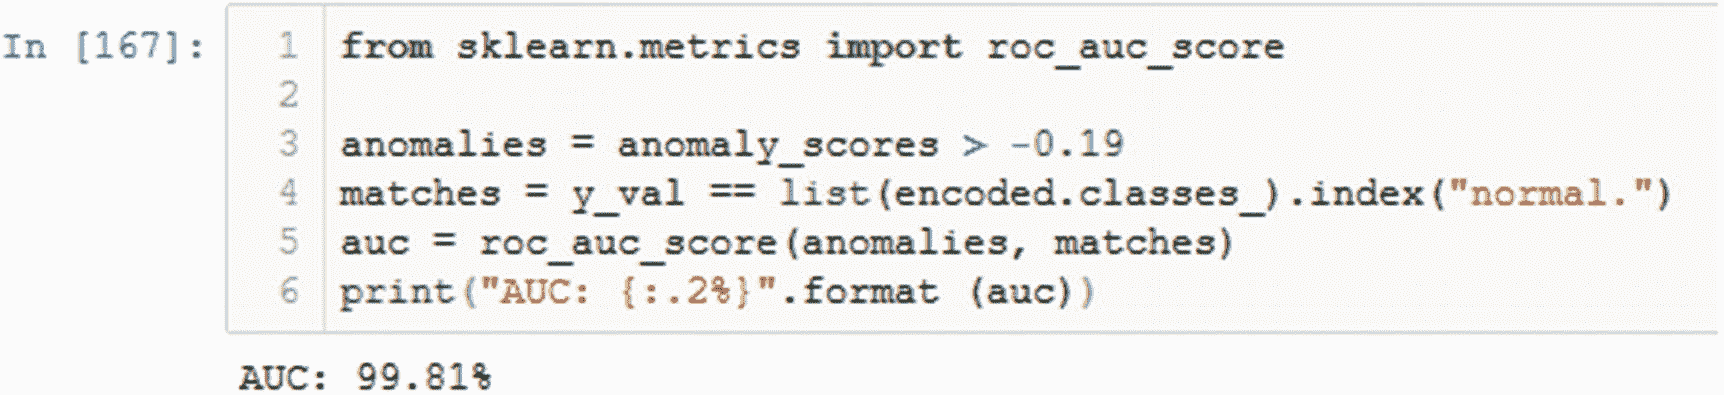 In [167]:
1 from sklearn.metrics import roc_auc_score
2
3 anomalies = anomaly_scores > -0.19
4 matches = y_val == list(encoded.classes_).index("normal.")
5 auc = roc_auc_score(anomalies, matches)
6 print("AUC: {:.2%}".format (auc))
AUC: 99.81%